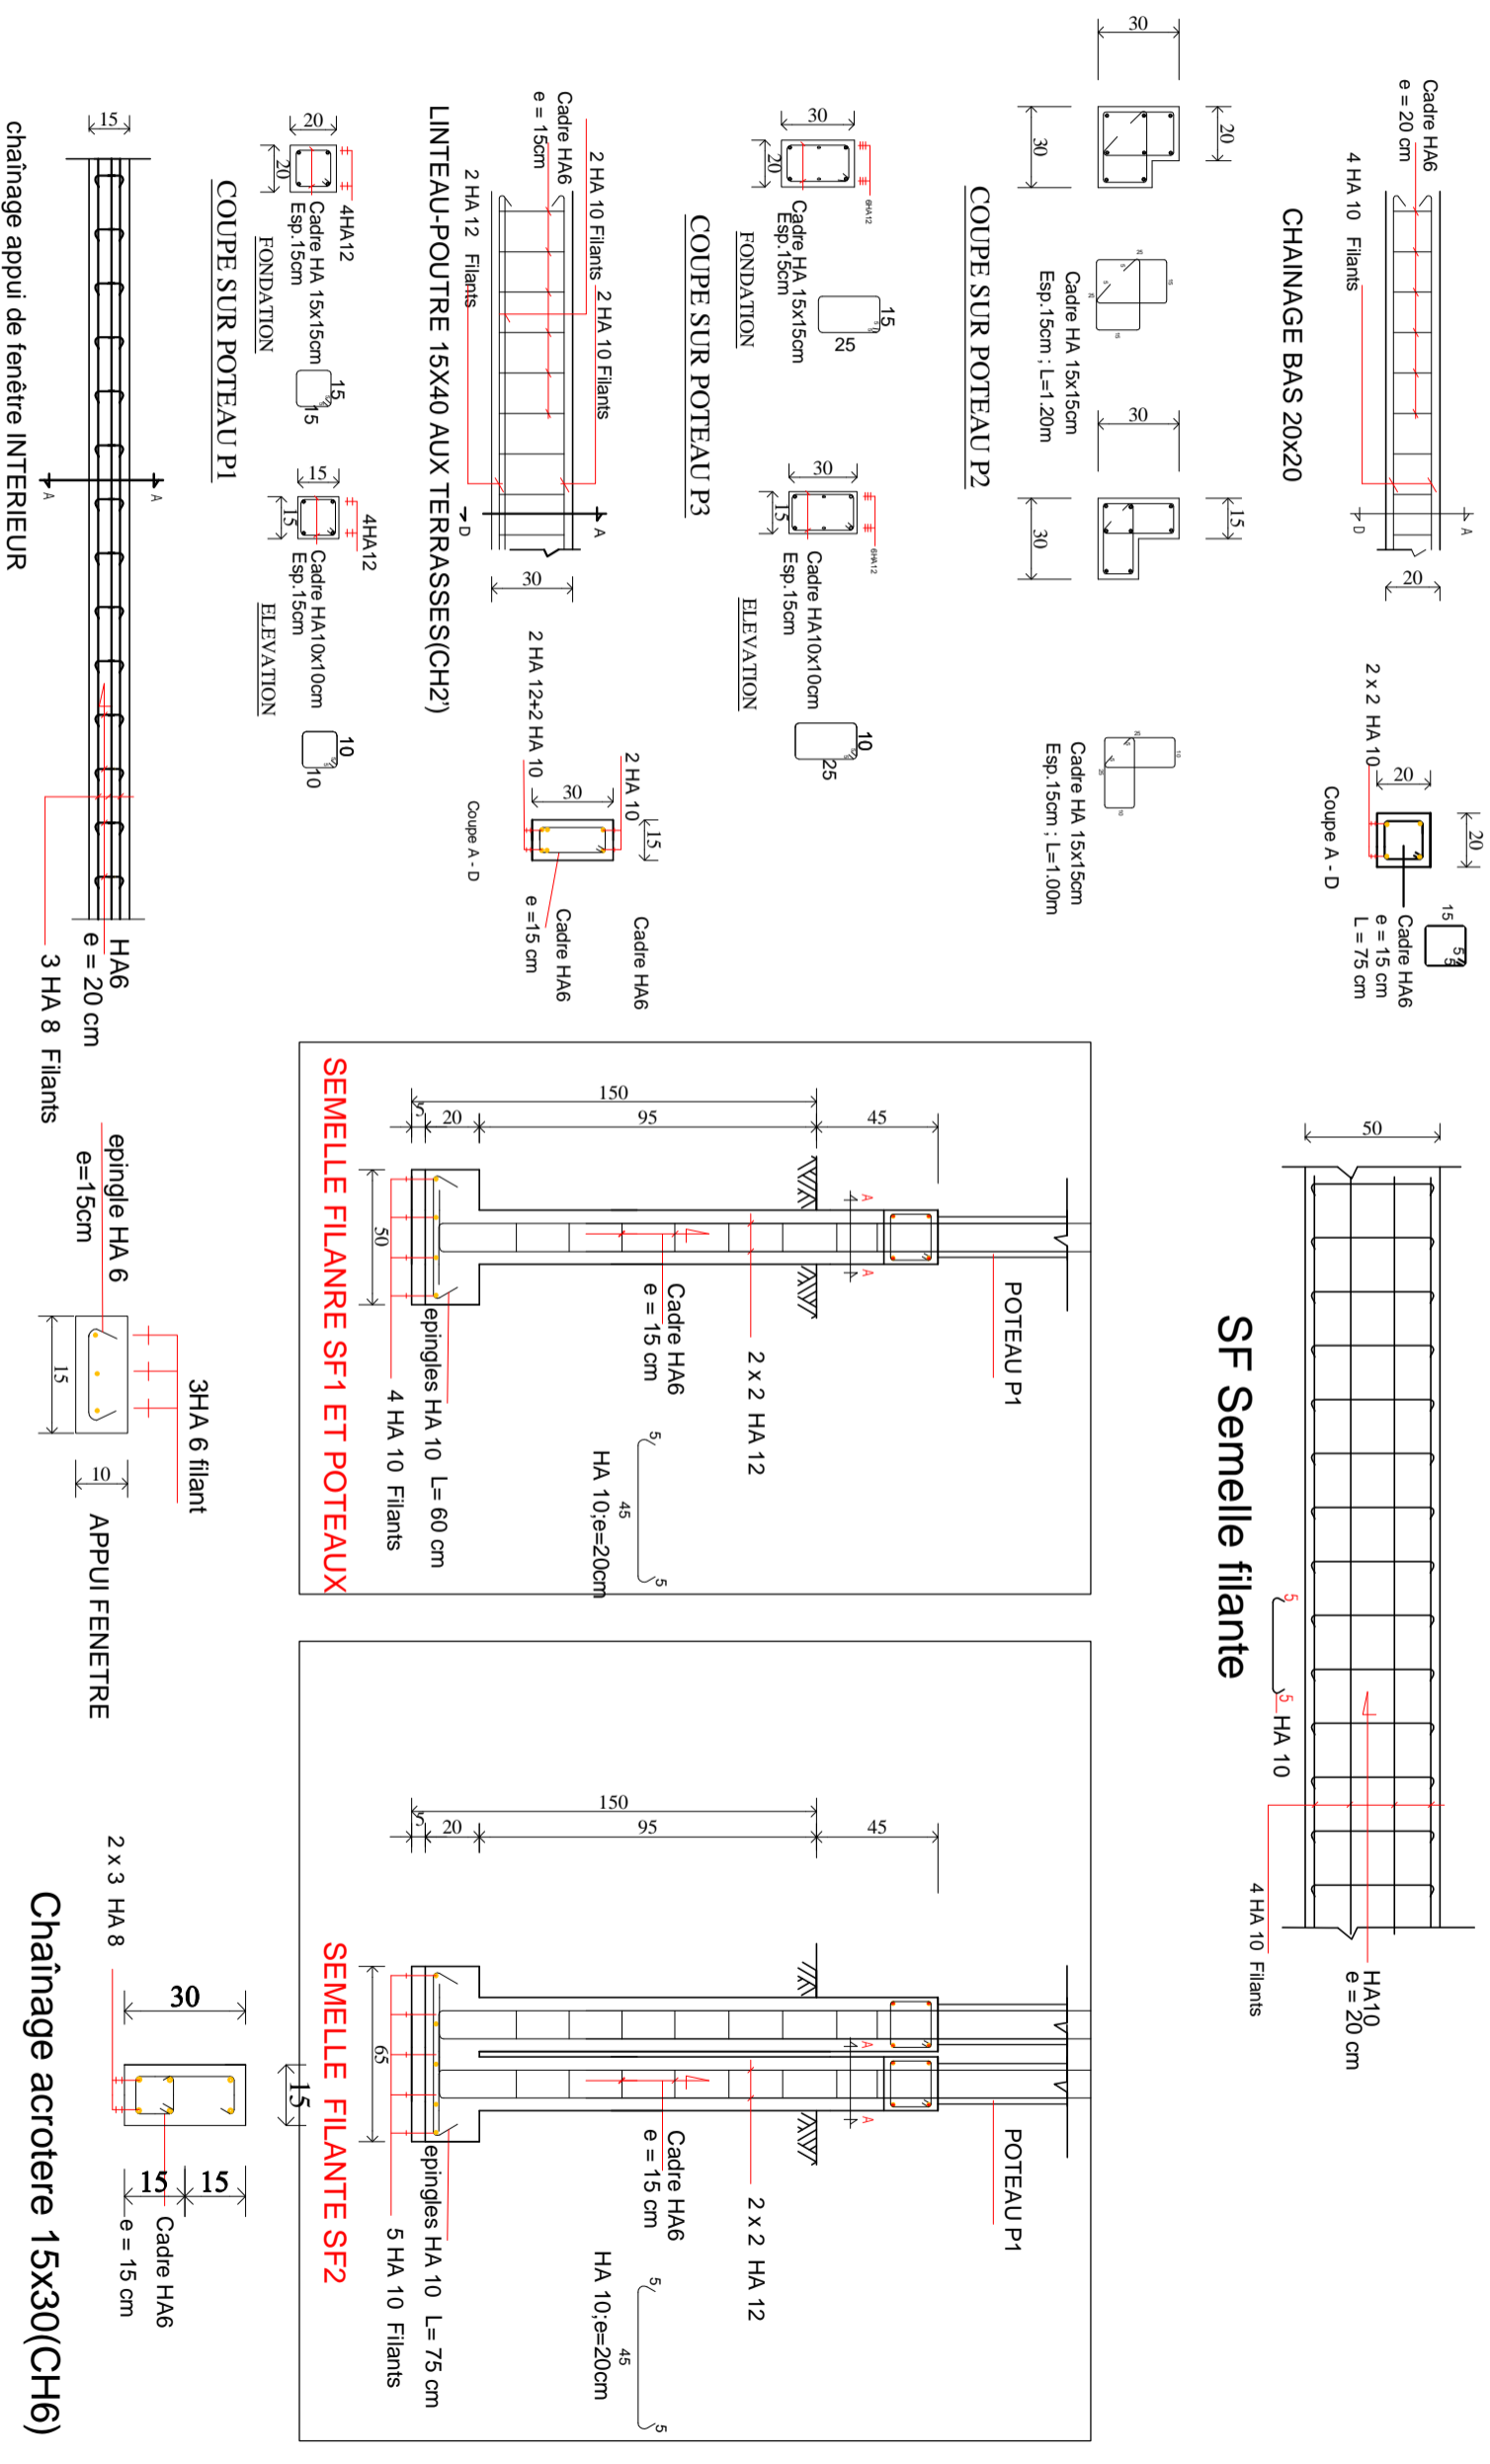 30
20
30
Cadre HA6
e = 20 cm
4 HA 10 Filants
A
D
20
CHAINAGE BAS 20x20
2 x 2 HA 10
20
20
Coupe A - D
15
5
5
Cadre HA6
e = 15 cm
L = 75 cm
Cadre HA 15x15cm
Esp.15cm ; L=1.20m
30
15
30
Cadre HA 15x15cm
Esp.15cm ; L=1.00m
COUPE SUR POTEAU P2
30
20
6HA12
Cadre HA 15x15cm
Esp.15cm
15
25
FONDATION
30
15
6HA12
Cadre HA10x10cm
Esp.15cm
10
25
ELEVATION
COUPE SUR POTEAU P3
Cadre HA6
e = 15cm
2 HA 10 Filants
2 HA 10 Filants
2 HA 12 Filants
A
D
30
2 HA 12+2 HA 10
2 HA 10
30
15
Cadre HA6
e =15 cm
Cadre HA6
Coupe A - D
LINTEAU-POUTRE 15X40 AUX TERRASSES(CH2')
20
20
4HA12
Cadre HA 15x15cm
Esp.15cm
15
15
FONDATION
15
15
4HA12
Cadre HA10x10cm
Esp.15cm
10
10
ELEVATION
COUPE SUR POTEAU P1
15
A
A
HA6
e = 20 cm
3 HA 8 Filants
chaînage appui de fenêtre INTERIEUR
50
5
5
HA 10
4 HA 10 Filants
HA10
e = 20 cm
SF Semelle filante
150
5
20
95
45
50
A
A
POTEAU P1
2 x 2 HA 12
Cadre HA6
e = 15 cm
5
45
5
HA 10;e=20cm
epingles HA 10 L= 60 cm
4 HA 10 Filants
SEMELLE FILANRE SF1 ET POTEAUX
150
5
20
95
45
65
A
A
POTEAU P1
2 x 2 HA 12
Cadre HA6
e = 15 cm
5
45
5
HA 10;e=20cm
epingles HA 10 L= 75 cm
5 HA 10 Filants
SEMELLE FILANTE SF2
epingle HA 6
e=15cm
3HA 6 filant
15
10
APPUI FENETRE
2 x 3 HA 8
30
15
15
15
Cadre HA6
e = 15 cm
Chaînage acrotere 15x30(CH6)